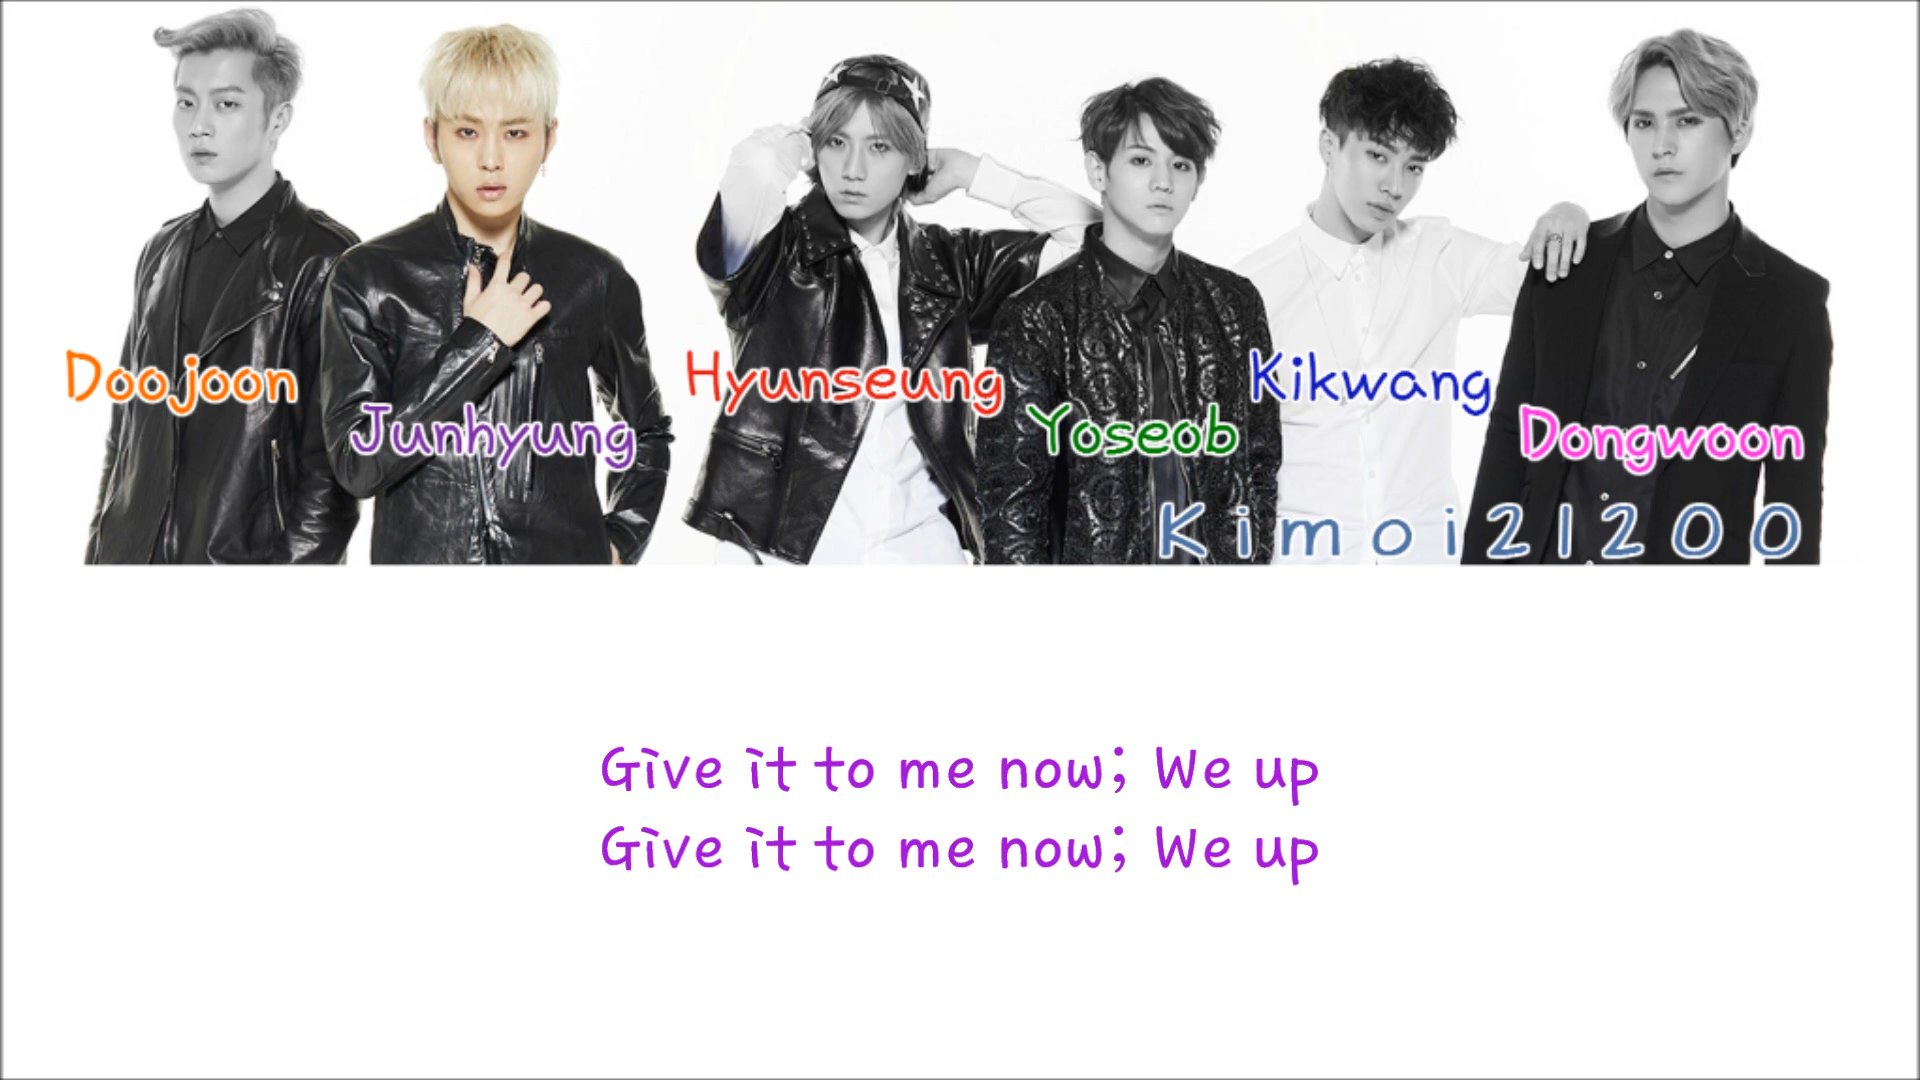 Doojoon
Junhyung
Hyunseung
Yoseob
Kikwang
Dongwoon
Kimoi21200
Give it to me now; We up
Give it to me now; We up